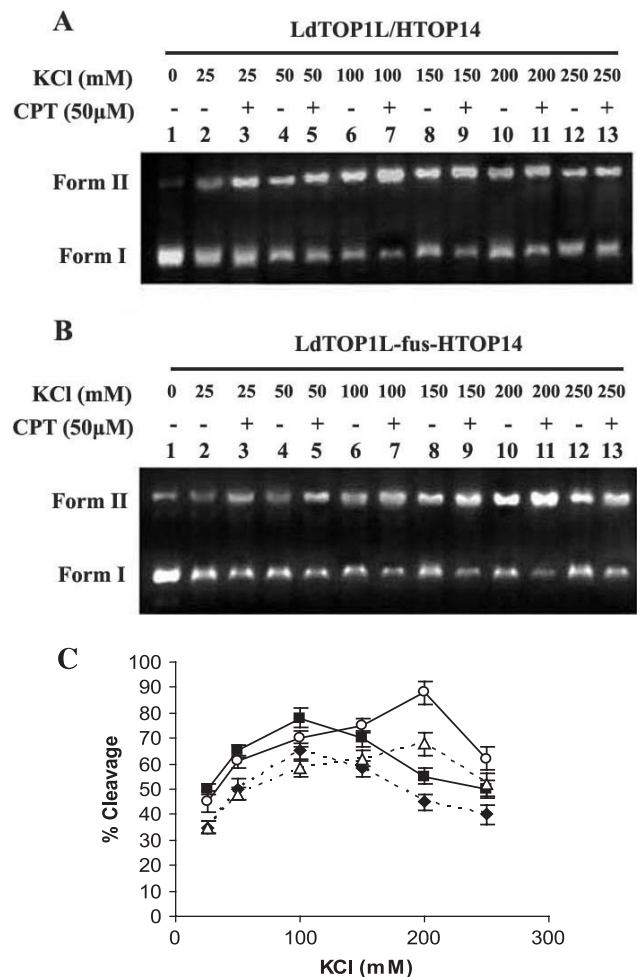 A
LdTOP1L/HTOP14
KCl (mM) 0 25 25 50 50 100 100 150 150 200 200 250 250
CPT (50µM) - - + - + - + - + - + - +
1 2 3 4 5 6 7 8 9 10 11 12 13
Form II
Form I
B
LdTOP1L-fus-HTOP14
KCl (mM) 0 25 25 50 50 100 100 150 150 200 200 250 250
CPT (50µM) - - + - + - + - + - + - +
1 2 3 4 5 6 7 8 9 10 11 12 13
Form II
Form I
C
100
90
80
70
60
50
40
30
20
10
0
% Cleavage
0 100 200 300
KCl (mM)